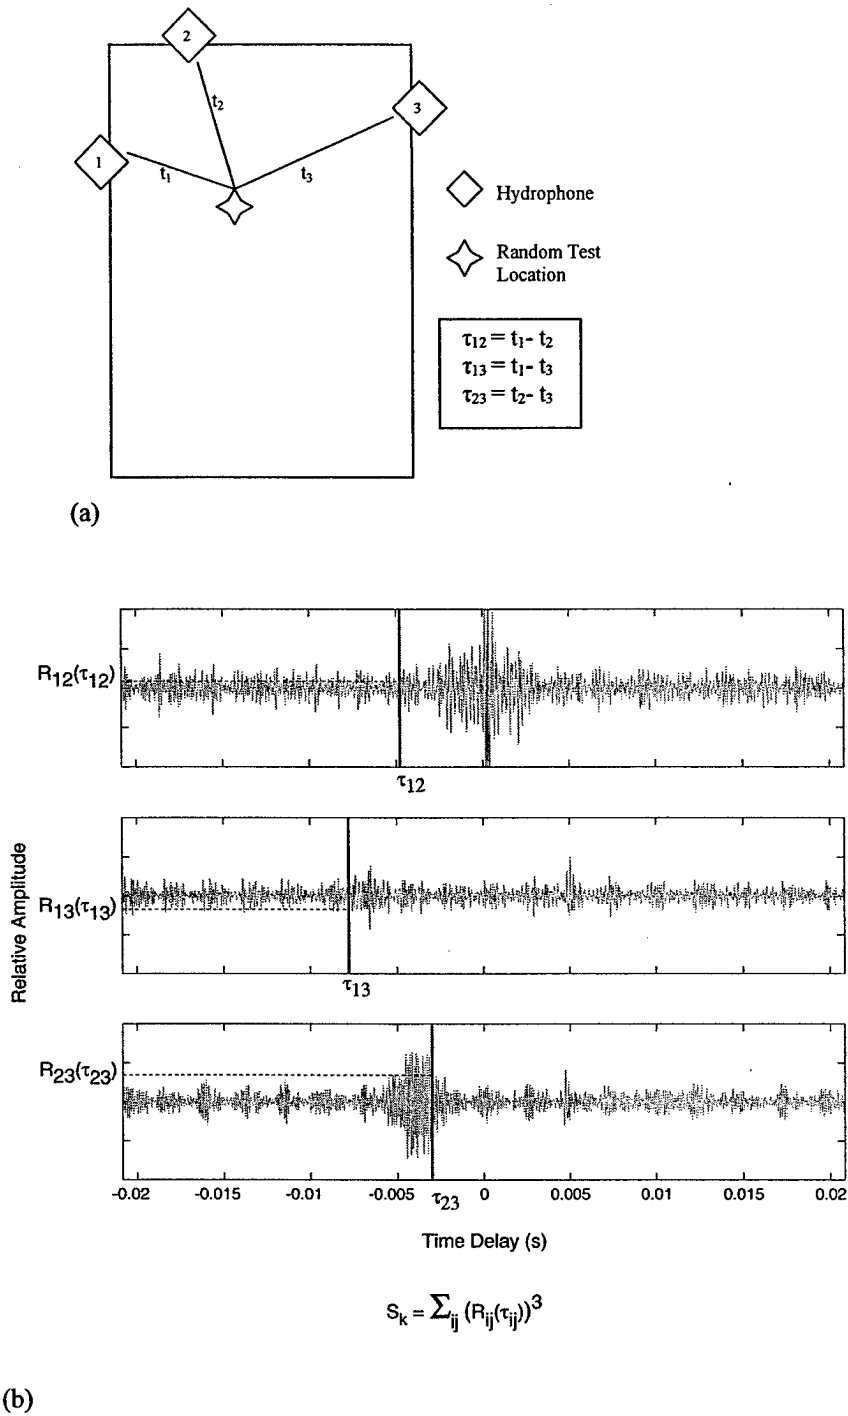 2
t₂
3
1
t₁
t₃
Hydrophone
Random Test
Location
τ₁₂ = t₁- t₂
τ₁₃ = t₁- t₃
τ₂₃ = t₂- t₃
(a)
R₁₂(τ₁₂)
τ₁₂
Relative Amplitude
R₁₃(τ₁₃)
τ₁₃
R₂₃(τ₂₃)
-0.02 -0.015 -0.01 -0.005 τ₂₃ 0 0.005 0.01 0.015 0.02
Time Delay (s)
Sₖ = Σᵢⱼ (Rᵢⱼ(τᵢⱼ))³
(b)